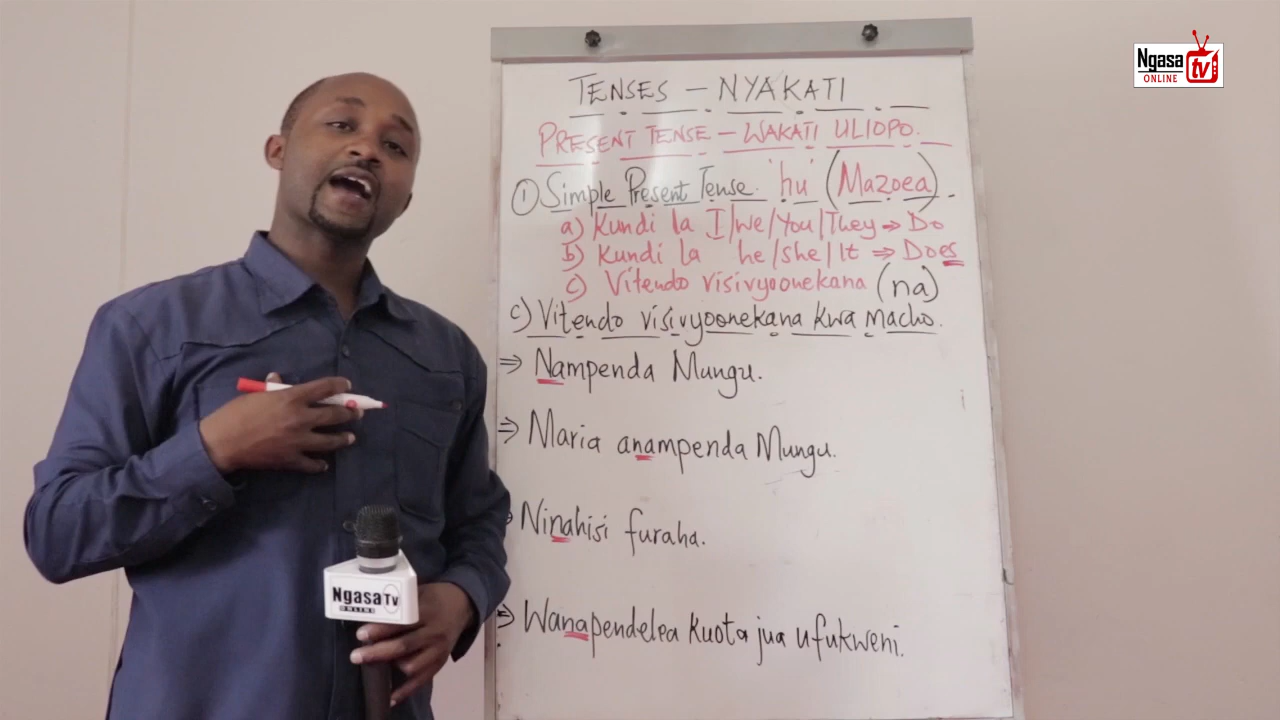 TENSES – NYAKATI
PRESENT TENSE – WAKATI ULIOPO.
① Simple Present Tense. 'hu' (Mazoea).
a) Kundi la I/We/You/They ⇒ Do
b) Kundi la he/she/It ⇒ Does
c) Vitendo visivyoonekana (na)
c) Vitendo visivyoonekana kwa macho.
⇒ Nampenda Mungu.
⇒ Maria anampenda Mungu.
Ninahisi furaha.
⇒ Wanapendelea kuota jua ufukweni.
Ngasa TV
ONLINE
Ngasa tv
ONLINE